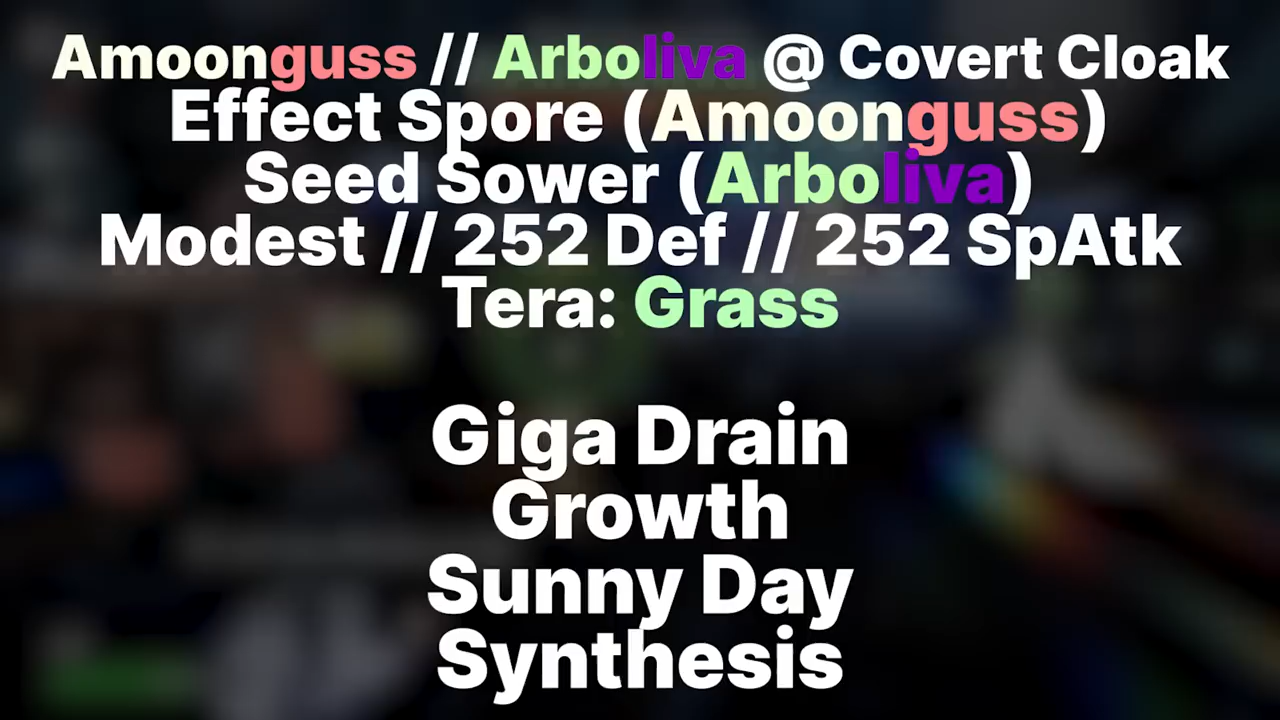 Amoonguss // Arboliva @ Covert Cloak
Effect Spore (Amoonguss)
Seed Sower (Arboliva)
Modest // 252 Def // 252 SpAtk
Tera: Grass
Giga Drain
Growth
Sunny Day
Synthesis